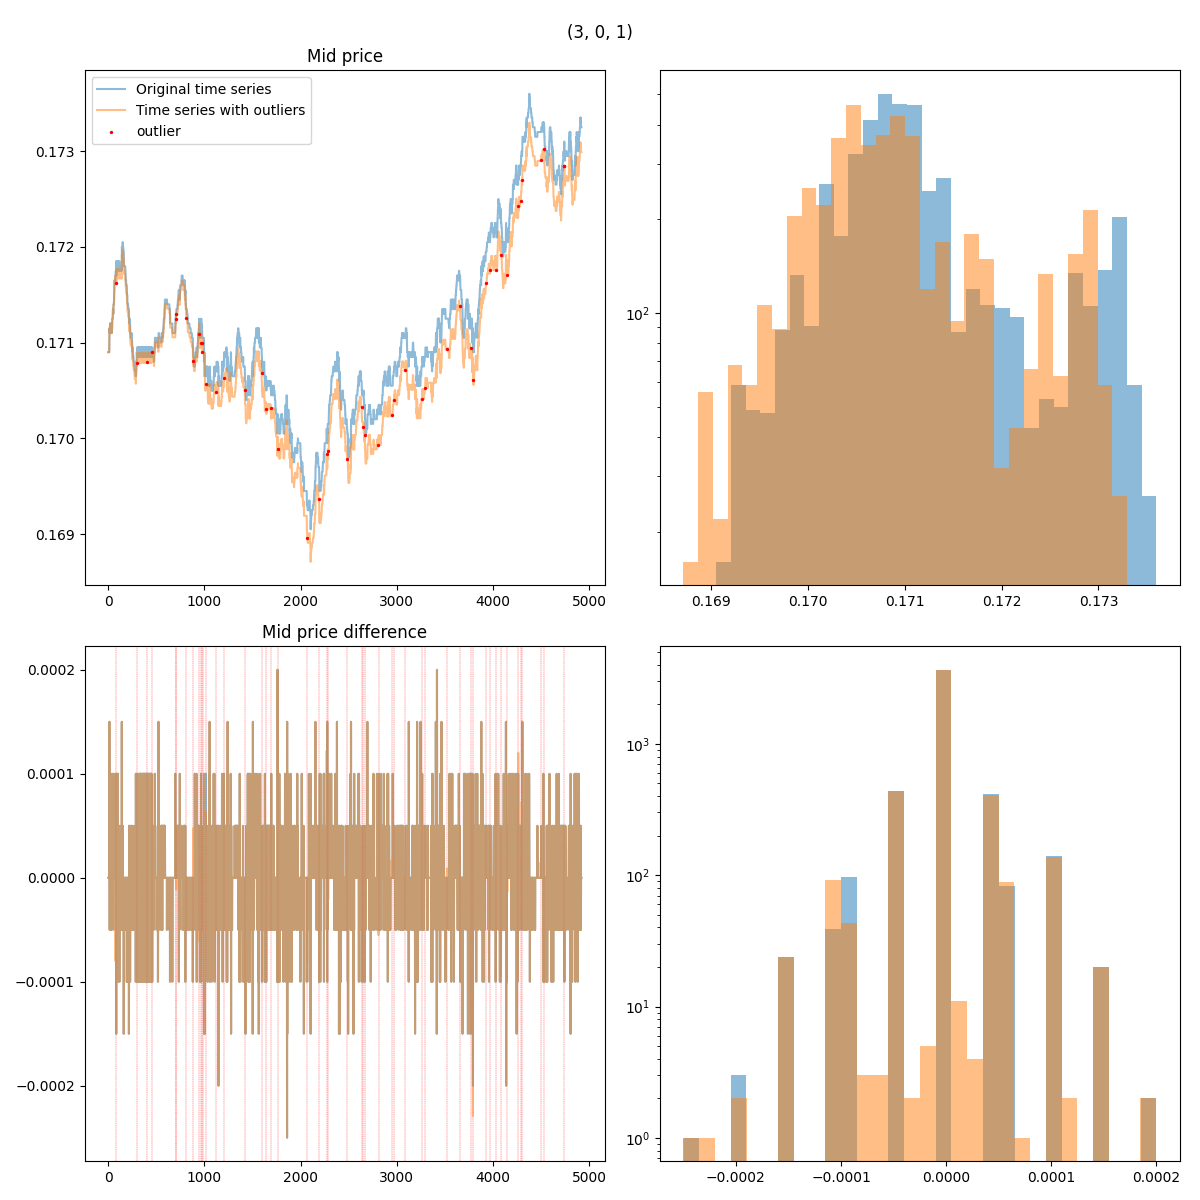 (3, 0, 1)
Mid price
Original time series
Time series with outliers
outlier
0.173
0.172
0.171
0.170
0.169
0 1000 2000 3000 4000 5000
10²
0.169 0.170 0.171 0.172 0.173
Mid price difference
0.0002
0.0001
0.0000
−0.0001
−0.0002
0 1000 2000 3000 4000 5000
10³
10²
10¹
10⁰
−0.0002 −0.0001 0.0000 0.0001 0.0002